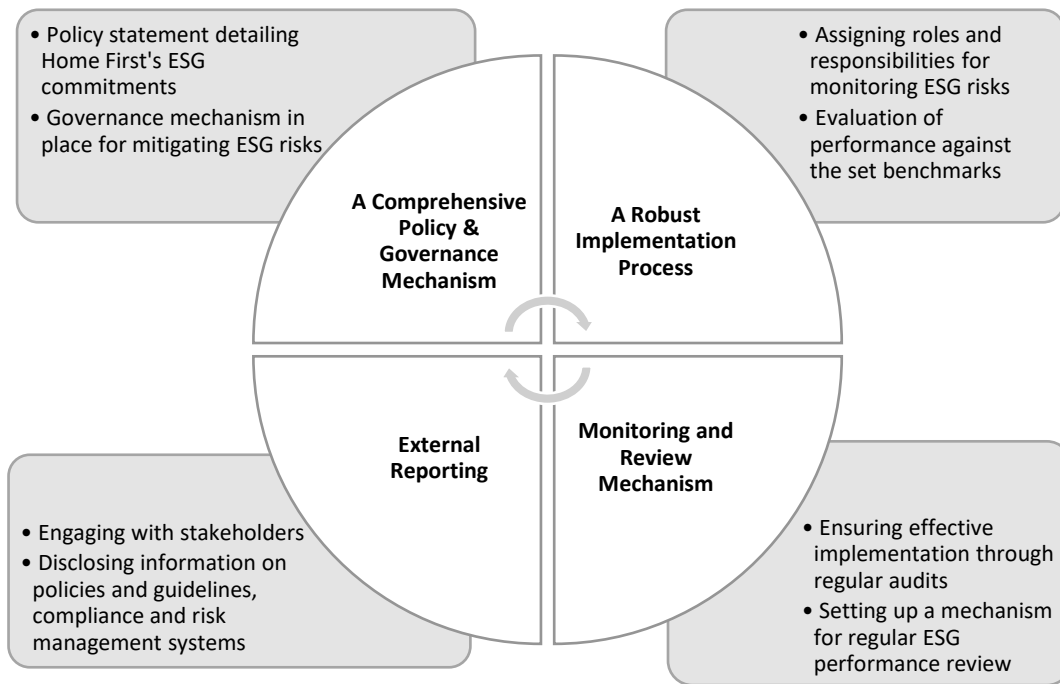 • Policy statement detailing
Home First's ESG
commitments
• Governance mechanism in
place for mitigating ESG risks
• Assigning roles and
responsibilities for
monitoring ESG risks
• Evaluation of
performance against
the set benchmarks
A Comprehensive
Policy &
Governance
Mechanism
A Robust
Implementation
Process
External
Reporting
Monitoring and
Review
Mechanism
• Engaging with stakeholders
• Disclosing information on
policies and guidelines,
compliance and risk
management systems
• Ensuring effective
implementation through
regular audits
• Setting up a mechanism
for regular ESG
performance review